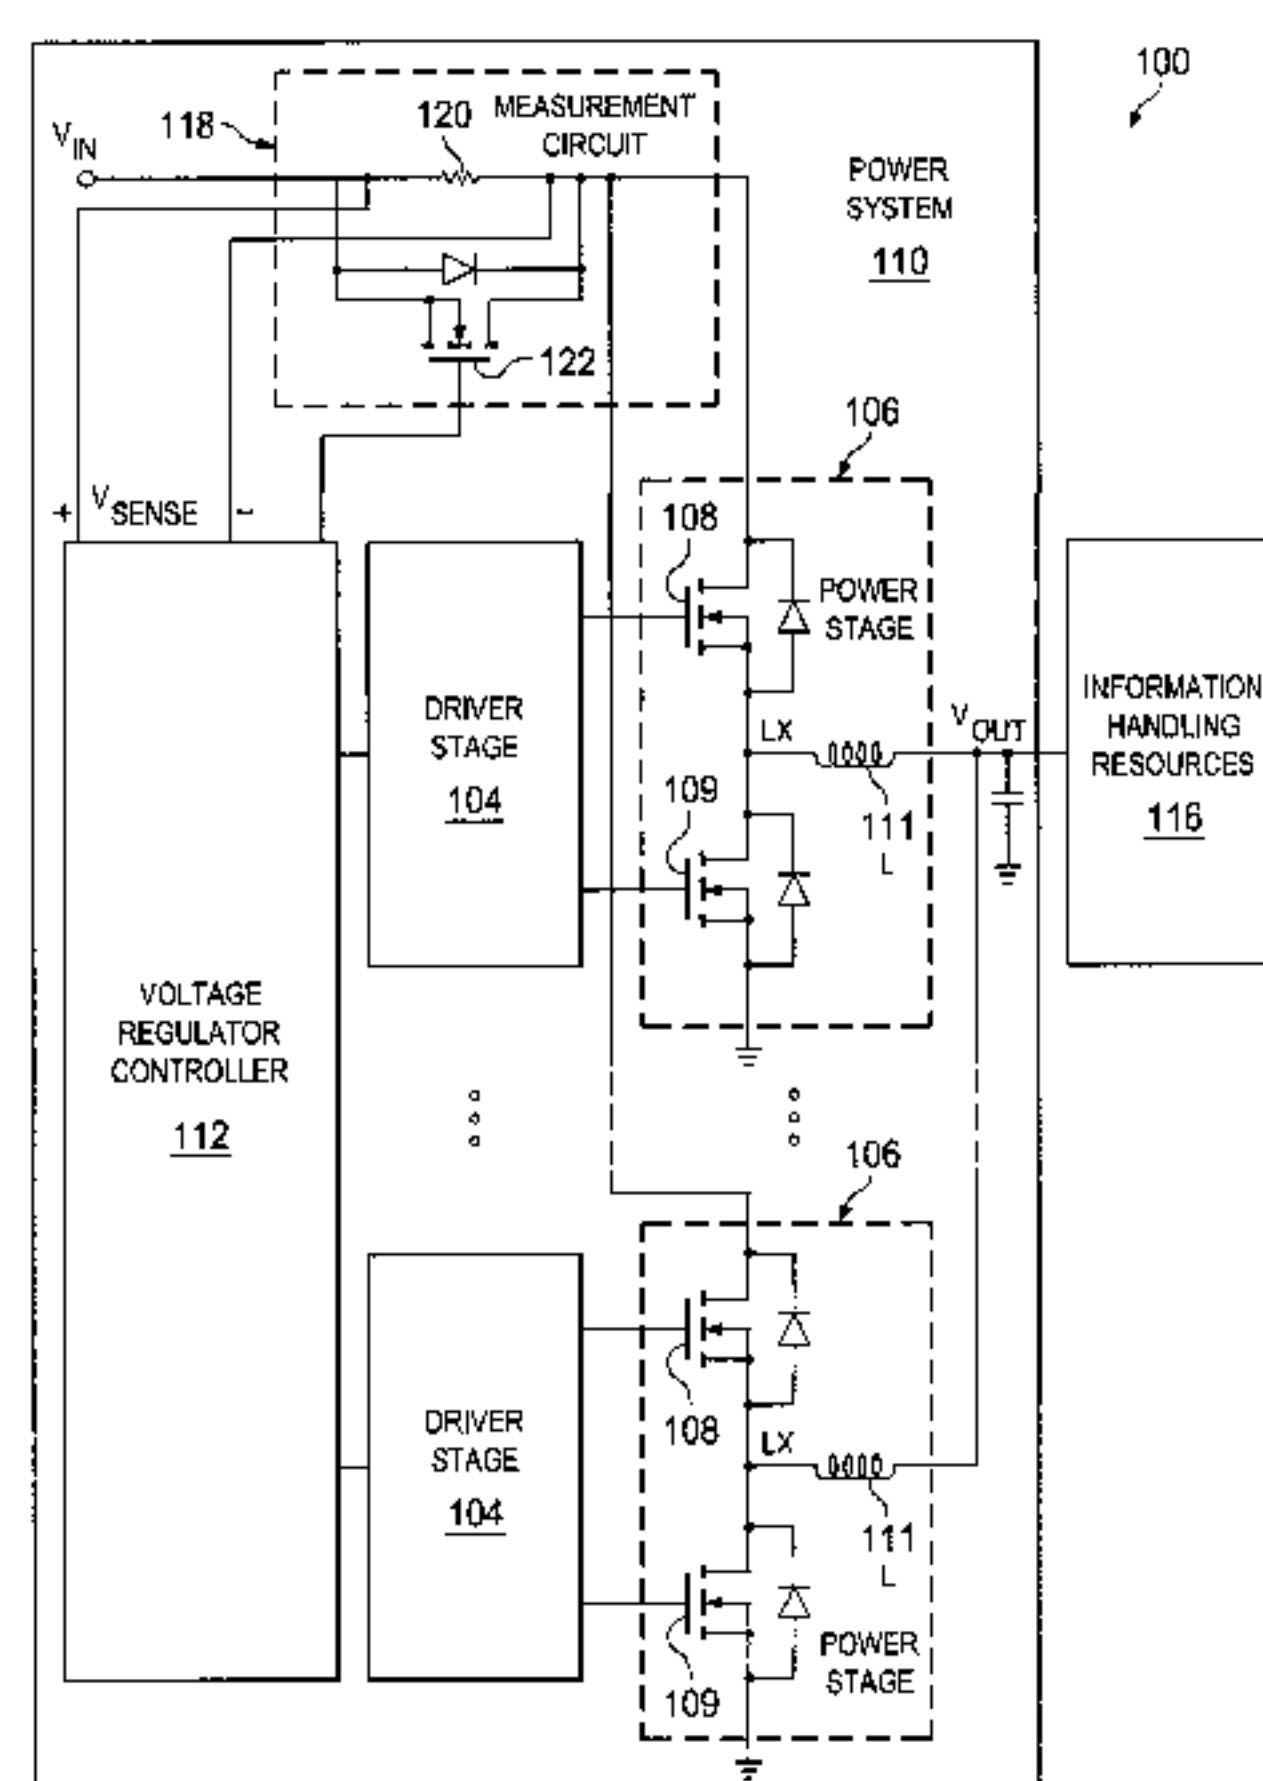 100
118
120
MEASUREMENT
CIRCUIT
VIN
POWER
SYSTEM
110
122
106
+ VSENSE -
108
POWER
STAGE
DRIVER
STAGE
104
LX
VOUT
INFORMATION
HANDLING
RESOURCES
116
109
111
L
VOLTAGE
REGULATOR
CONTROLLER
112
106
DRIVER
STAGE
104
108
LX
111
L
109
POWER
STAGE